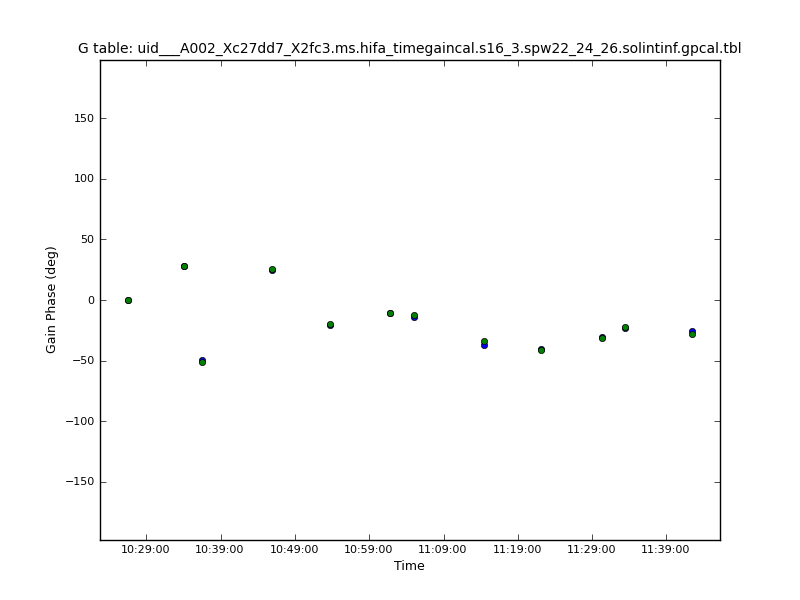 G table: uid___A002_Xc27dd7_X2fc3.ms.hifa_timegaincal.s16_3.spw22_24_26.solintinf.gpcal.tbl
150
100
50
0
−50
−100
−150
Gain Phase (deg)
10:29:00 10:39:00 10:49:00 10:59:00 11:09:00 11:19:00 11:29:00 11:39:00
Time